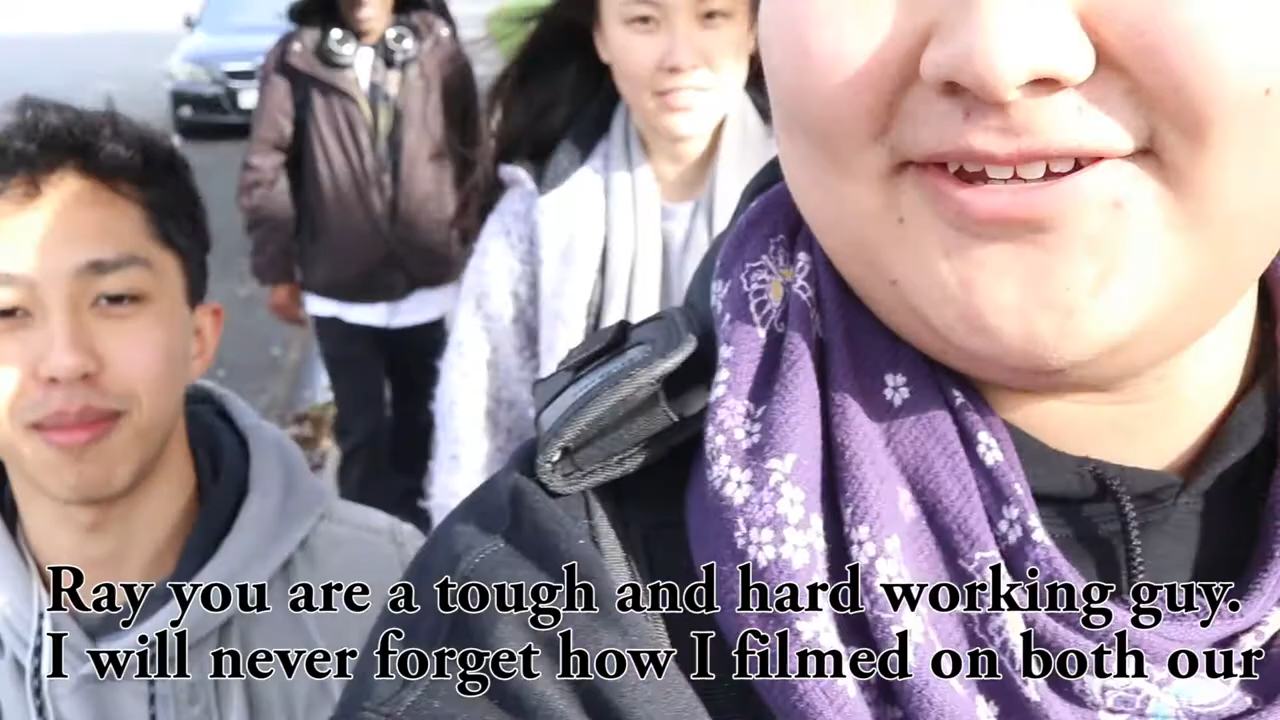 Ray you are a tough and hard working guy.
I will never forget how I filmed on both our